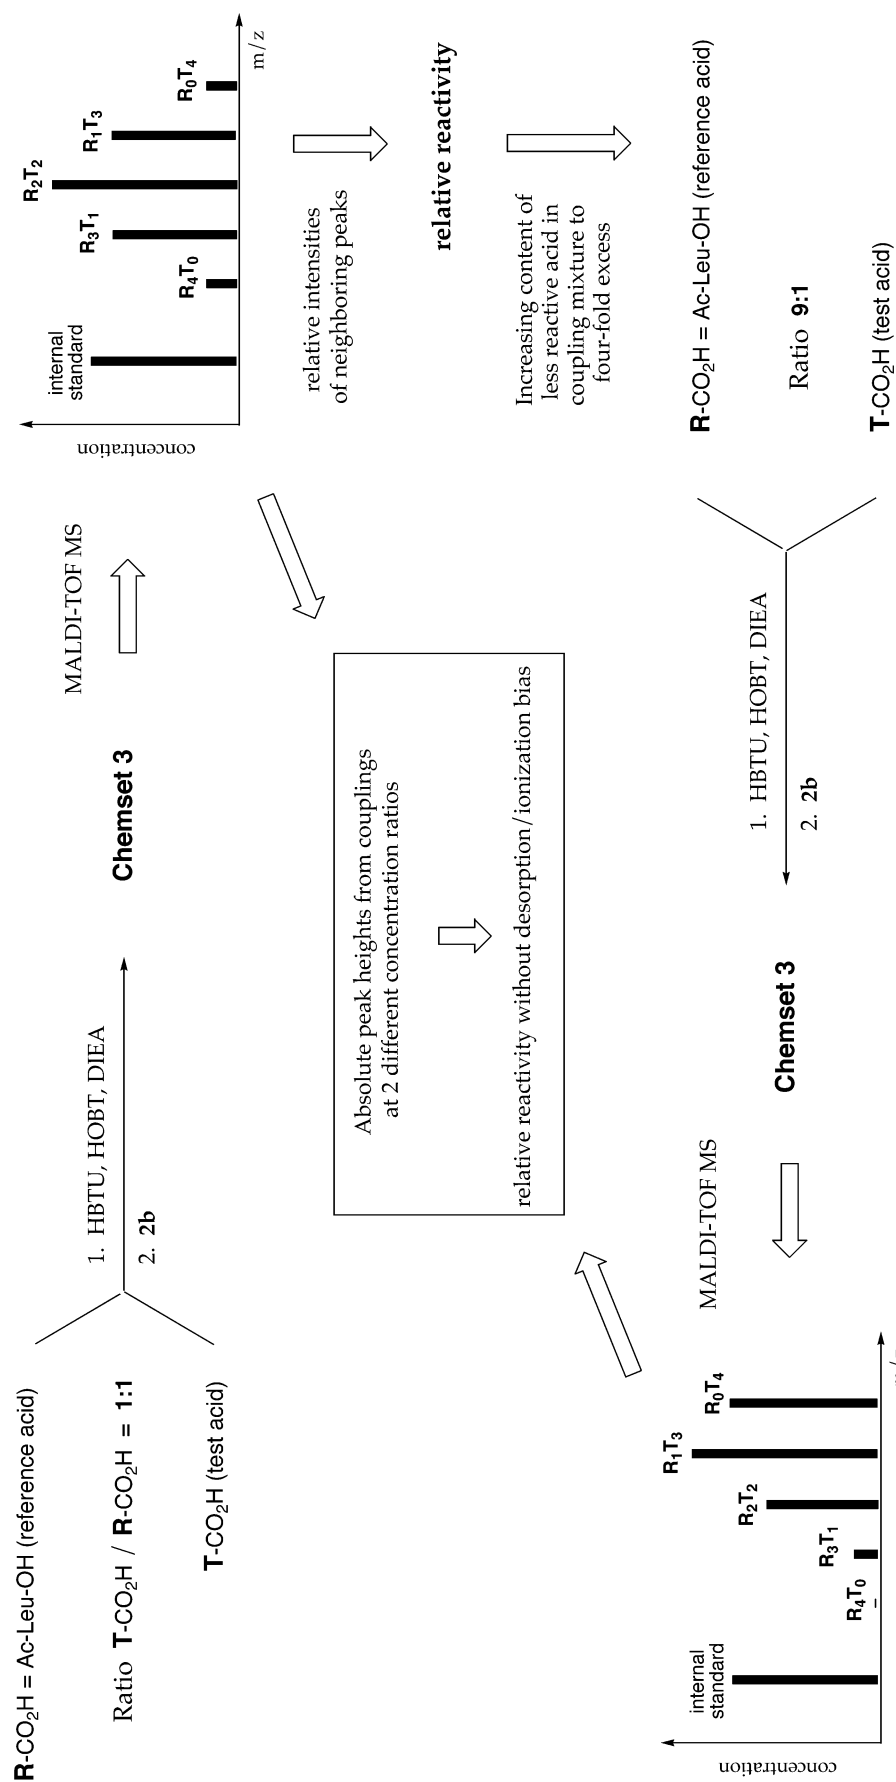 R-CO2H = Ac-Leu-OH (reference acid)
Ratio T-CO2H / R-CO2H = 1:1
T-CO2H (test acid)
1. HBTU, HOBT, DIEA
2. 2b
Chemset 3
MALDI-TOF MS
concentration
internal
standard
R4T0
R3T1
R2T2
R1T3
R0T4
m/z
relative intensities
of neighboring peaks
relative reactivity
Increasing content of
less reactive acid in
coupling mixture to
four-fold excess
R-CO2H = Ac-Leu-OH (reference acid)
Ratio 9:1
T-CO2H (test acid)
1. HBTU, HOBT, DIEA
2. 2b
Chemset 3
MALDI-TOF MS
concentration
internal
standard
R4T0
R3T1
R2T2
R1T3
R0T4
Absolute peak heights from couplings
at 2 different concentration ratios
relative reactivity without desorption/ionization bias